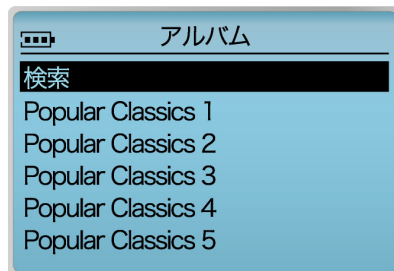 アルバム
検索
Popular Classics 1
Popular Classics 2
Popular Classics 3
Popular Classics 4
Popular Classics 5